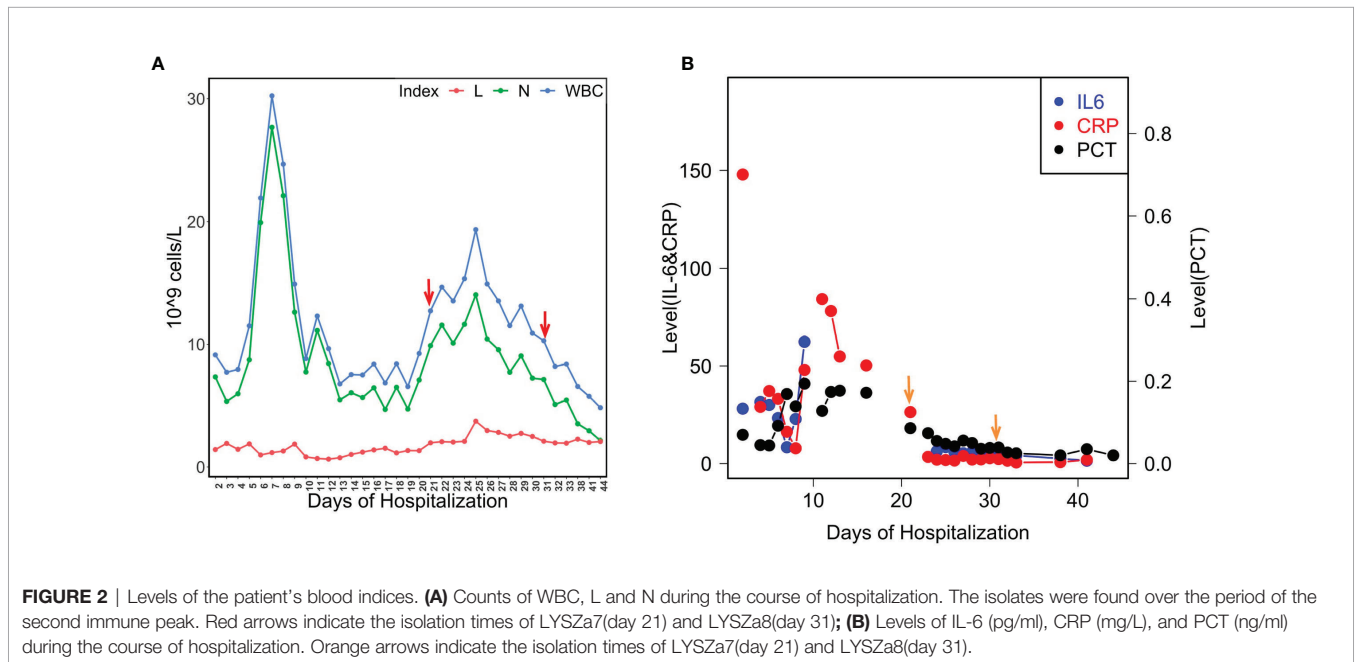 A
Index L N WBC
30
20
10
0
10^9 cells/L
2 3 4 5 6 7 8 9 10 11 12 13 14 15 16 17 18 19 20 21 22 23 24 25 26 27 28 29 30 31 32 33 38 41 44
Days of Hospitalization
B
IL6
CRP
PCT
150
100
50
0
Level(IL-6&CRP)
0.8
0.6
0.4
0.2
0.0
Level(PCT)
10 20 30 40
Days of Hospitalization
FIGURE 2 | Levels of the patient's blood indices. (A) Counts of WBC, L and N during the course of hospitalization. The isolates were found over the period of the
second immune peak. Red arrows indicate the isolation times of LYSZa7(day 21) and LYSZa8(day 31); (B) Levels of IL-6 (pg/ml), CRP (mg/L), and PCT (ng/ml)
during the course of hospitalization. Orange arrows indicate the isolation times of LYSZa7(day 21) and LYSZa8(day 31).